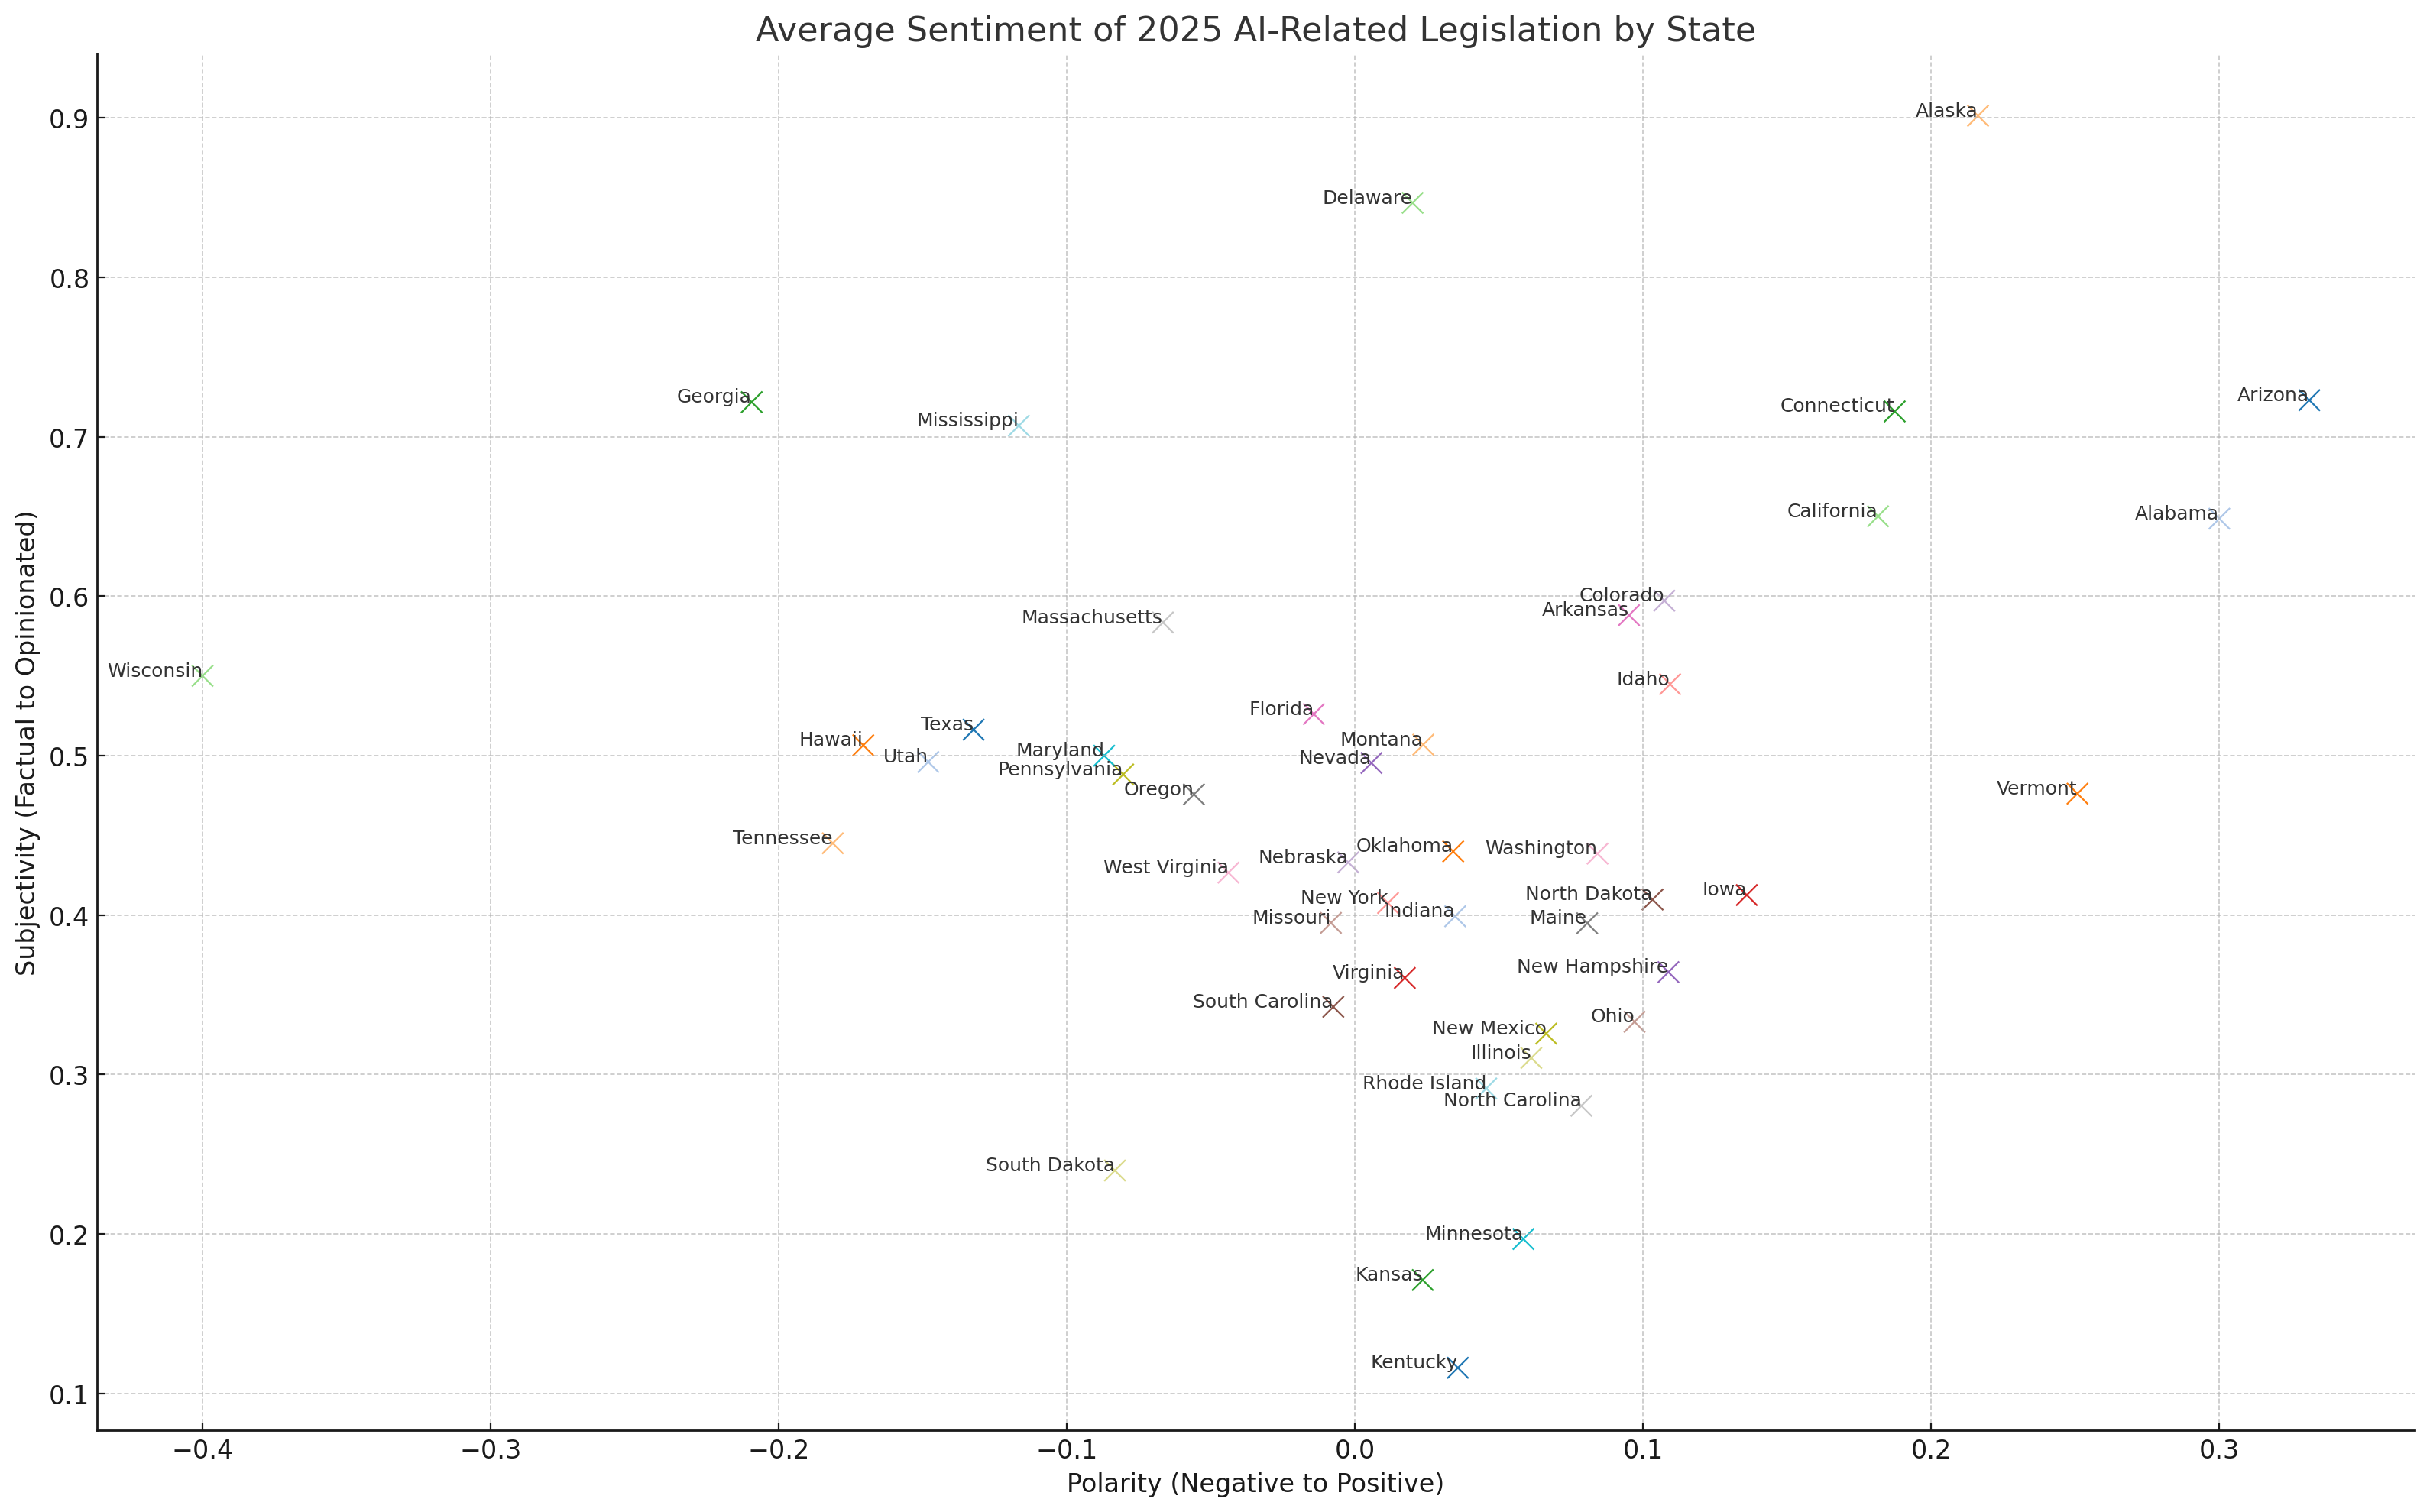 Average Sentiment of 2025 AI-Related Legislation by State
Subjectivity (Factual to Opinionated)
0.9
0.8
0.7
0.6
0.5
0.4
0.3
0.2
0.1
Alaska
Delaware
Georgia
Mississippi
Connecticut
Arizona
California
Alabama
Colorado
Arkansas
Massachusetts
Wisconsin
Idaho
Florida
Texas
Hawaii
Utah
Maryland
Pennsylvania
Oregon
Montana
Nevada
Vermont
Tennessee
West Virginia
Nebraska
Oklahoma
Washington
New York
Indiana
Missouri
North Dakota
Maine
Iowa
Virginia
New Hampshire
South Carolina
Ohio
New Mexico
Illinois
Rhode Island
North Carolina
South Dakota
Minnesota
Kansas
Kentucky
−0.4 −0.3 −0.2 −0.1 0.0 0.1 0.2 0.3
Polarity (Negative to Positive)